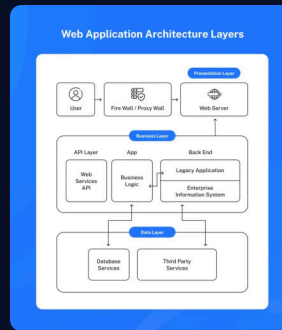 Web Application Architecture Layers
Presentation Layer
User
Fire Wall / Proxy Wall
Web Server
Business Layer
API Layer
App
Back End
Web
Services
API
Business
Logic
Legacy Application
Enterprise
Information System
Data Layer
Database
Services
Third Party
Services